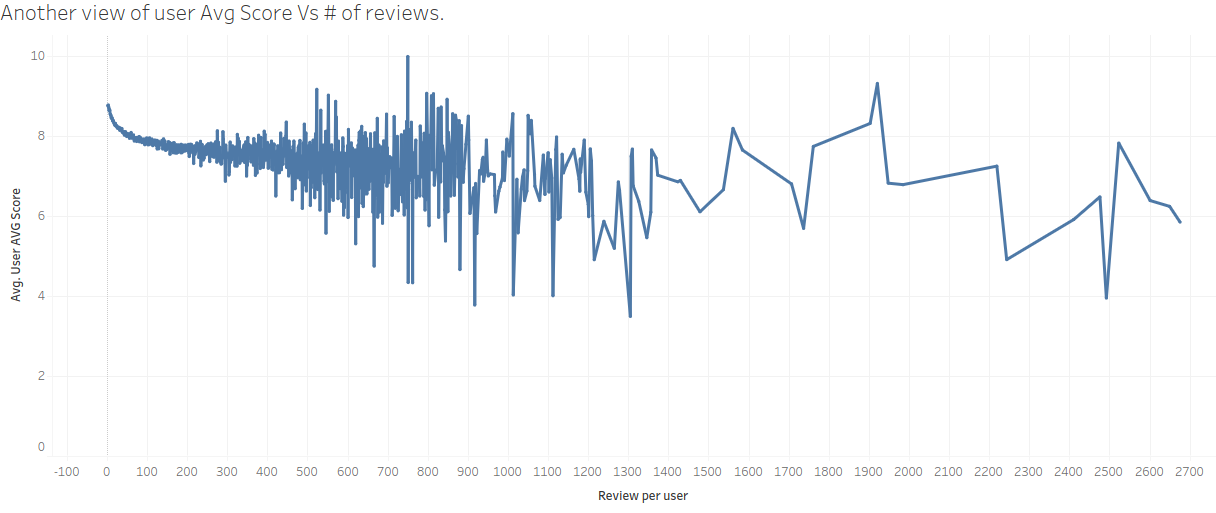 Another view of user Avg Score Vs # of reviews.
10
8
6
4
2
0
Avg. User AVG Score
-100 0 100 200 300 400 500 600 700 800 900 1000 1100 1200 1300 1400 1500 1600 1700 1800 1900 2000 2100 2200 2300 2400 2500 2600 2700
Review per user